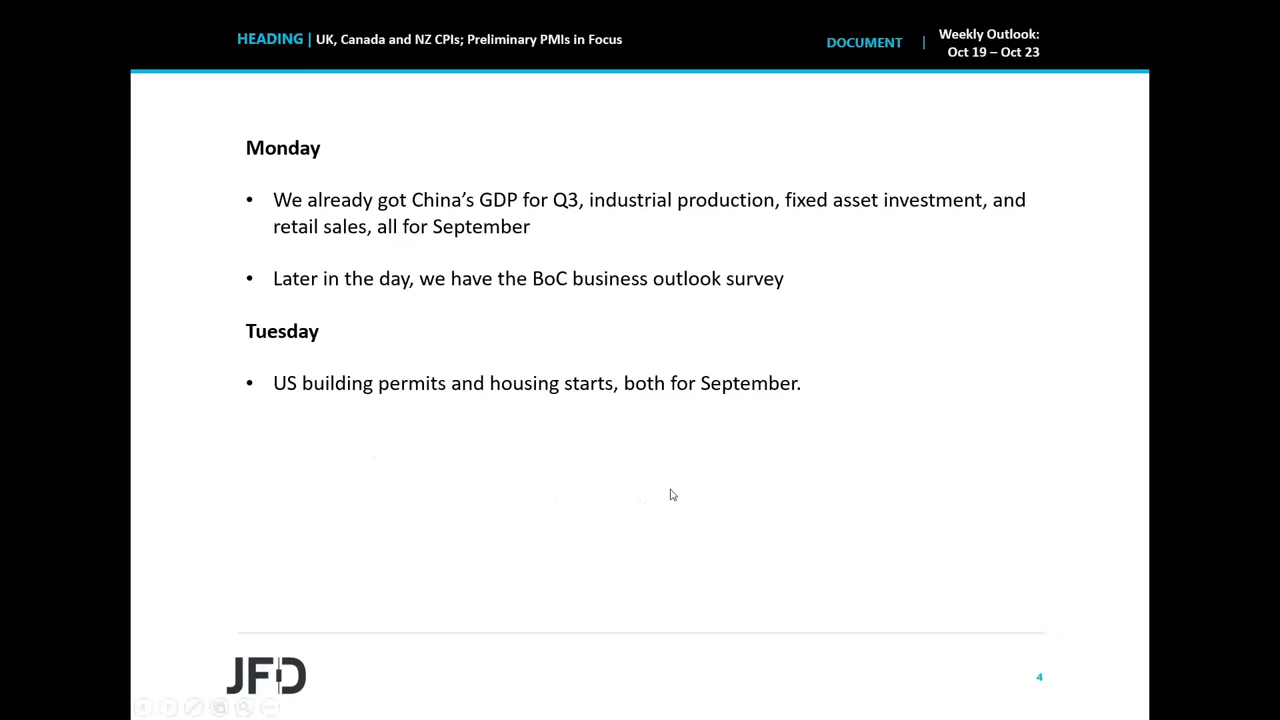 HEADING | UK, Canada and NZ CPIs; Preliminary PMIs in Focus
DOCUMENT | Weekly Outlook:
Oct 19 – Oct 23
Monday
• We already got China’s GDP for Q3, industrial production, fixed asset investment, and
retail sales, all for September
• Later in the day, we have the BoC business outlook survey
Tuesday
• US building permits and housing starts, both for September.
JFD
4